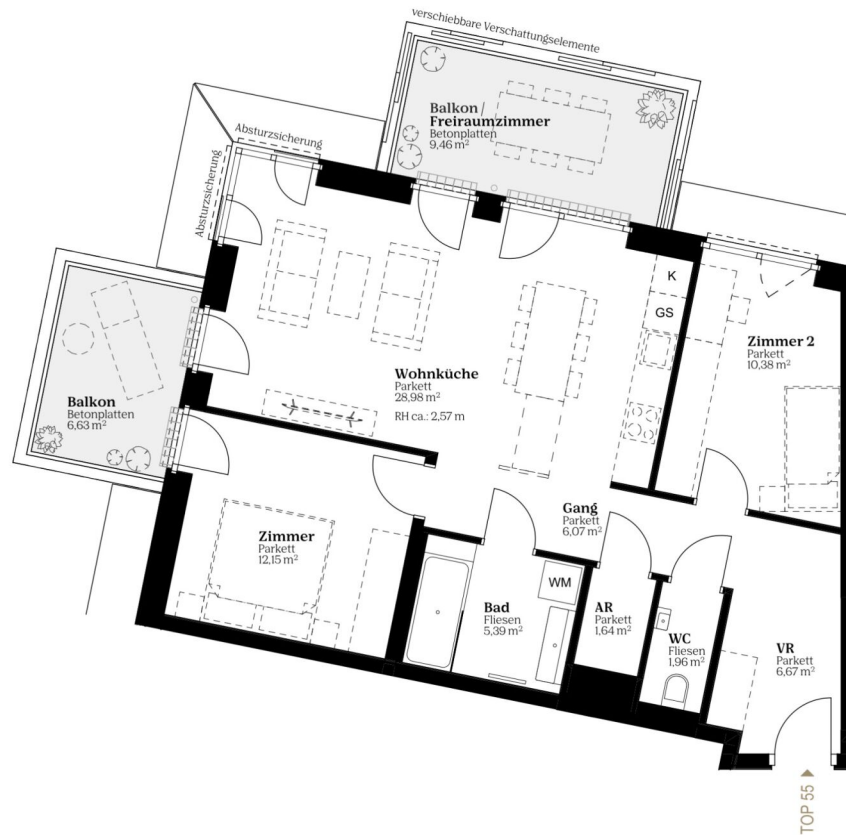 verschiebbare Verschattungselemente
Balkon /
Freiraumzimmer
Betonplatten
9,46 m²
Absturzsicherung
Absturzsicherung
K
GS
Zimmer 2
Parkett
10,38 m²
Wohnküche
Parkett
28,98 m²
RH ca.: 2,57 m
Balkon
Betonplatten
6,63 m²
Gang
Parkett
6,07 m²
Zimmer
Parkett
12,15 m²
WM
Bad
Fliesen
5,39 m²
AR
Parkett
1,64 m²
WC
Fliesen
1,96 m²
VR
Parkett
6,67 m²
TOP 55